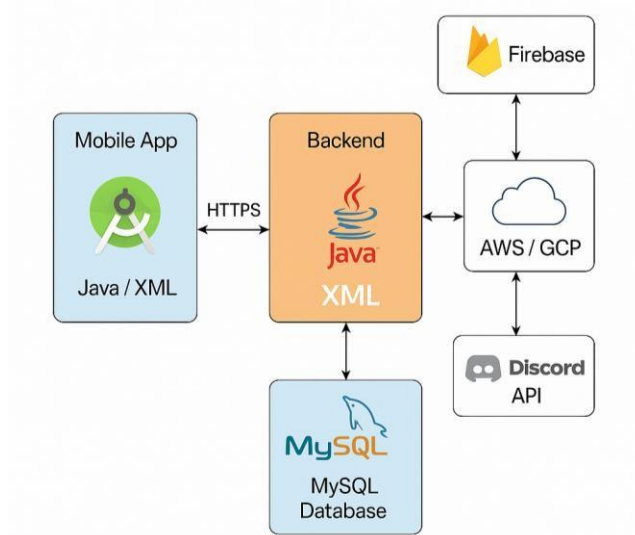 Firebase
Mobile App
Java / XML
HTTPS
Backend
Java
XML
AWS / GCP
Discord
API
MySQL
MySQL
Database